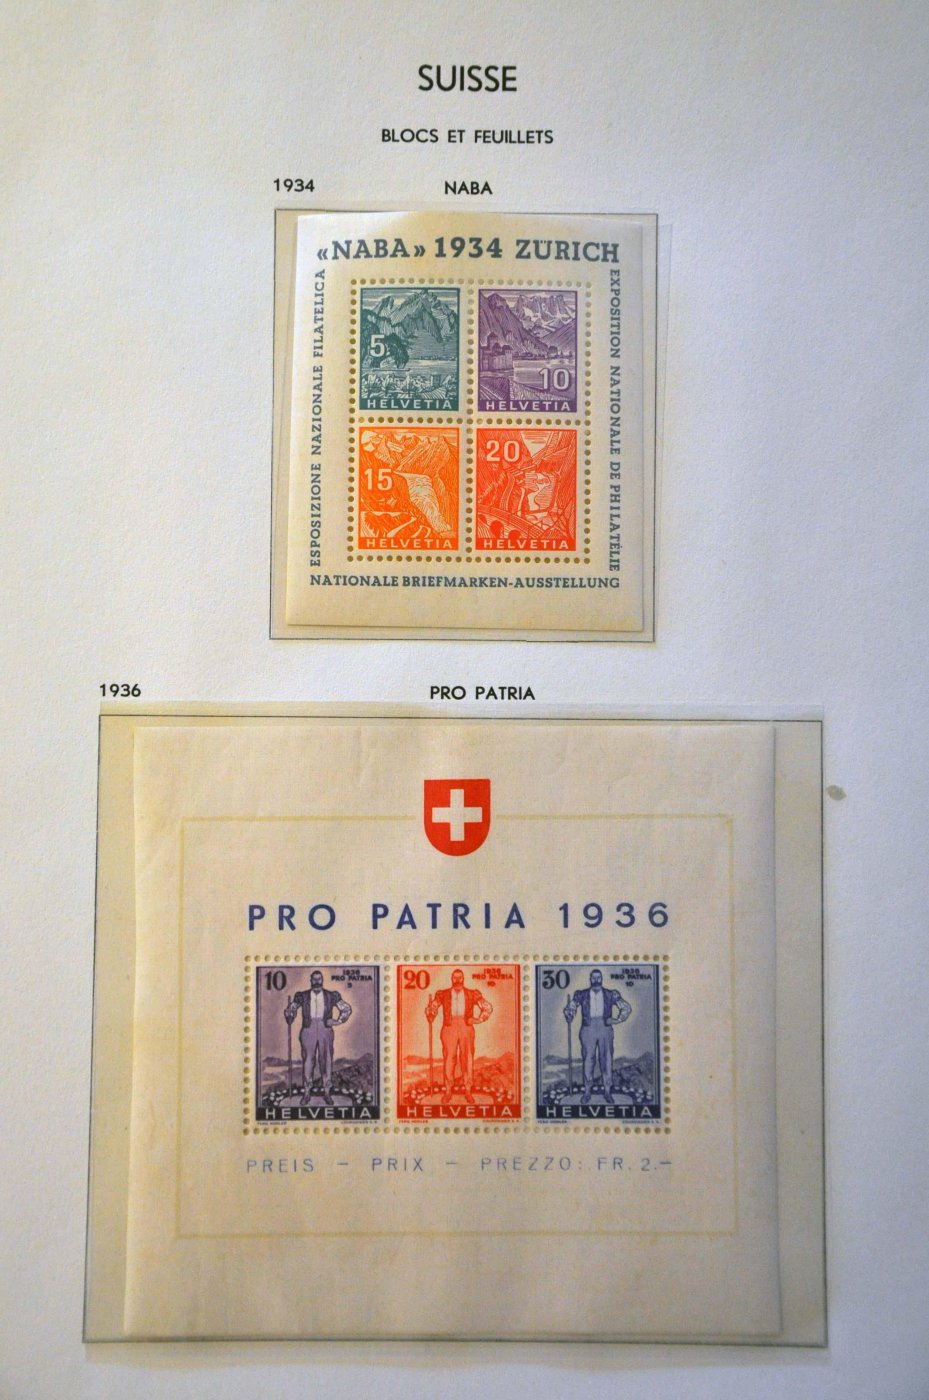 SUISSE
BLOCS ET FEUILLETS
1934 NABA
«NABA» 1934 ZÜRICH
ESPOSIZIONE NAZIONALE FILATELICA
EXPOSITION NATIONALE DE PHILATÉLIE
5
HELVETIA
10
HELVETIA
15
HELVETIA
20
HELVETIA
NATIONALE BRIEFMARKEN-AUSSTELLUNG
1936 PRO PATRIA
PRO PATRIA 1936
10
1936
PRO PATRIA
HELVETIA
20
1936
PRO PATRIA
10
HELVETIA
30
1936
PRO PATRIA
10
HELVETIA
PREIS – PRIX – PREZZO: FR. 2.–